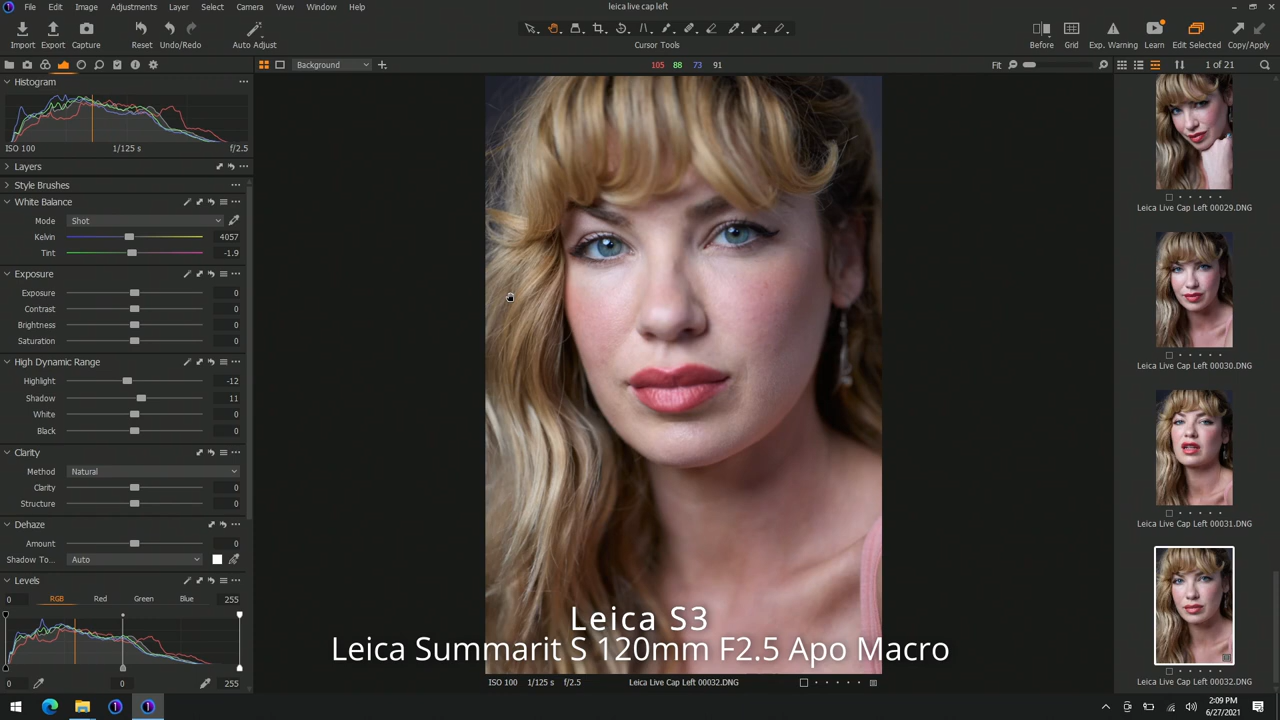 leica live cap left
File Edit Image Adjustments Layer Select Camera View Window Help
Import Export Capture Reset Undo/Redo Auto Adjust Cursor Tools Before Grid Exp. Warning Learn Edit Selected Copy/Apply
Background 105 88 73 91 Fit 1 of 21
Histogram
ISO 100 1/125 s f/2.5
Layers
Style Brushes
White Balance
Mode Shot
Kelvin 4057
Tint -1.9
Exposure
Exposure 0
Contrast 0
Brightness 0
Saturation 0
High Dynamic Range
Highlight -12
Shadow 11
White 0
Black 0
Clarity
Method Natural
Clarity 0
Structure 0
Dehaze
Amount 0
Shadow To... Auto
Levels
0 RGB Red Green Blue 255
0 0 255
Leica S3
Leica Summarit S 120mm F2.5 Apo Macro
ISO 100 1/125 s f/2.5 Leica Live Cap Left 00032.DNG
Leica Live Cap Left 00029.DNG
Leica Live Cap Left 00030.DNG
Leica Live Cap Left 00031.DNG
Leica Live Cap Left 00032.DNG
2:09 PM
6/27/2021